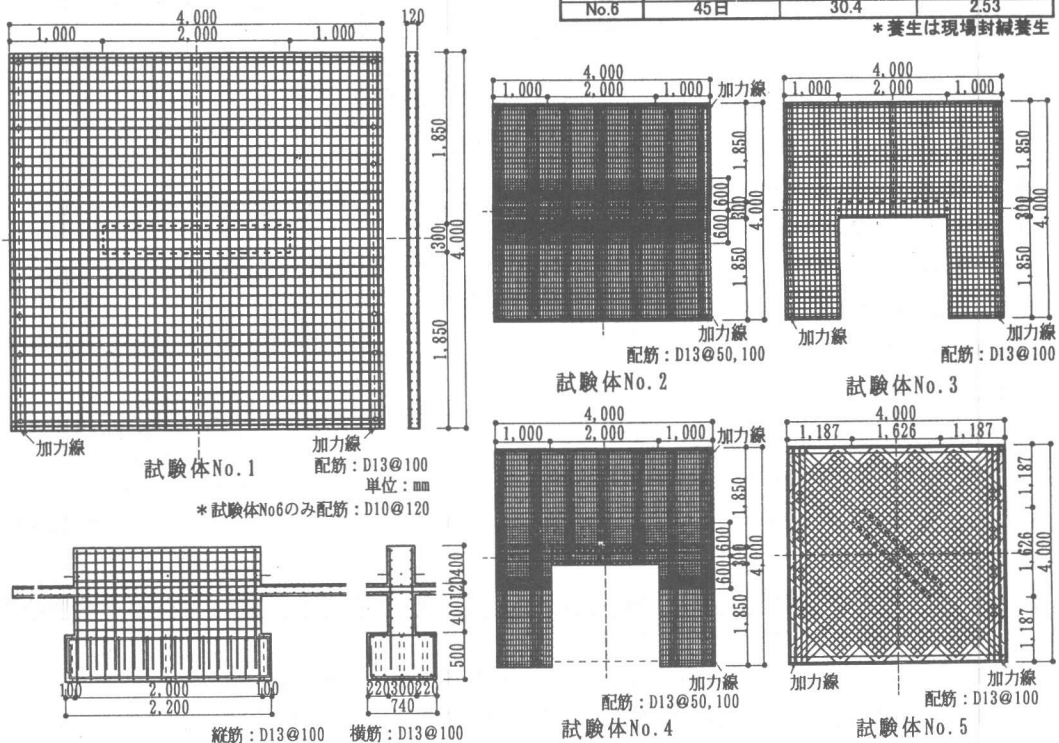 No.6 45日 30.4 2.53
*養生は現場封緘養生
4,000
1,000 2,000 1,000
120
1,850
300
4,000
1,850
加力線 加力線
試験体No.1
配筋：D13@100
単位：mm
*試験体No6のみ配筋：D10@120
4,000
1,000 2,000 1,000
加力線
1,850
600
600
300
4,000
1,850
加力線
配筋：D13@50,100
試験体No.2
4,000
1,000 2,000 1,000
1,850
300
4,000
1,850
加力線 加力線
配筋：D13@100
試験体No.3
400
120
400
500
100 2,000 100
2,200
220 300 220
740
縦筋：D13@100 横筋：D13@100
4,000
1,000 2,000 1,000
加力線
1,850
600
600
300
4,000
1,850
加力線
配筋：D13@50,100
試験体No.4
4,000
1,187 1,626 1,187
1,187
1,626
4,000
1,187
加力線 加力線
配筋：D13@100
試験体No.5